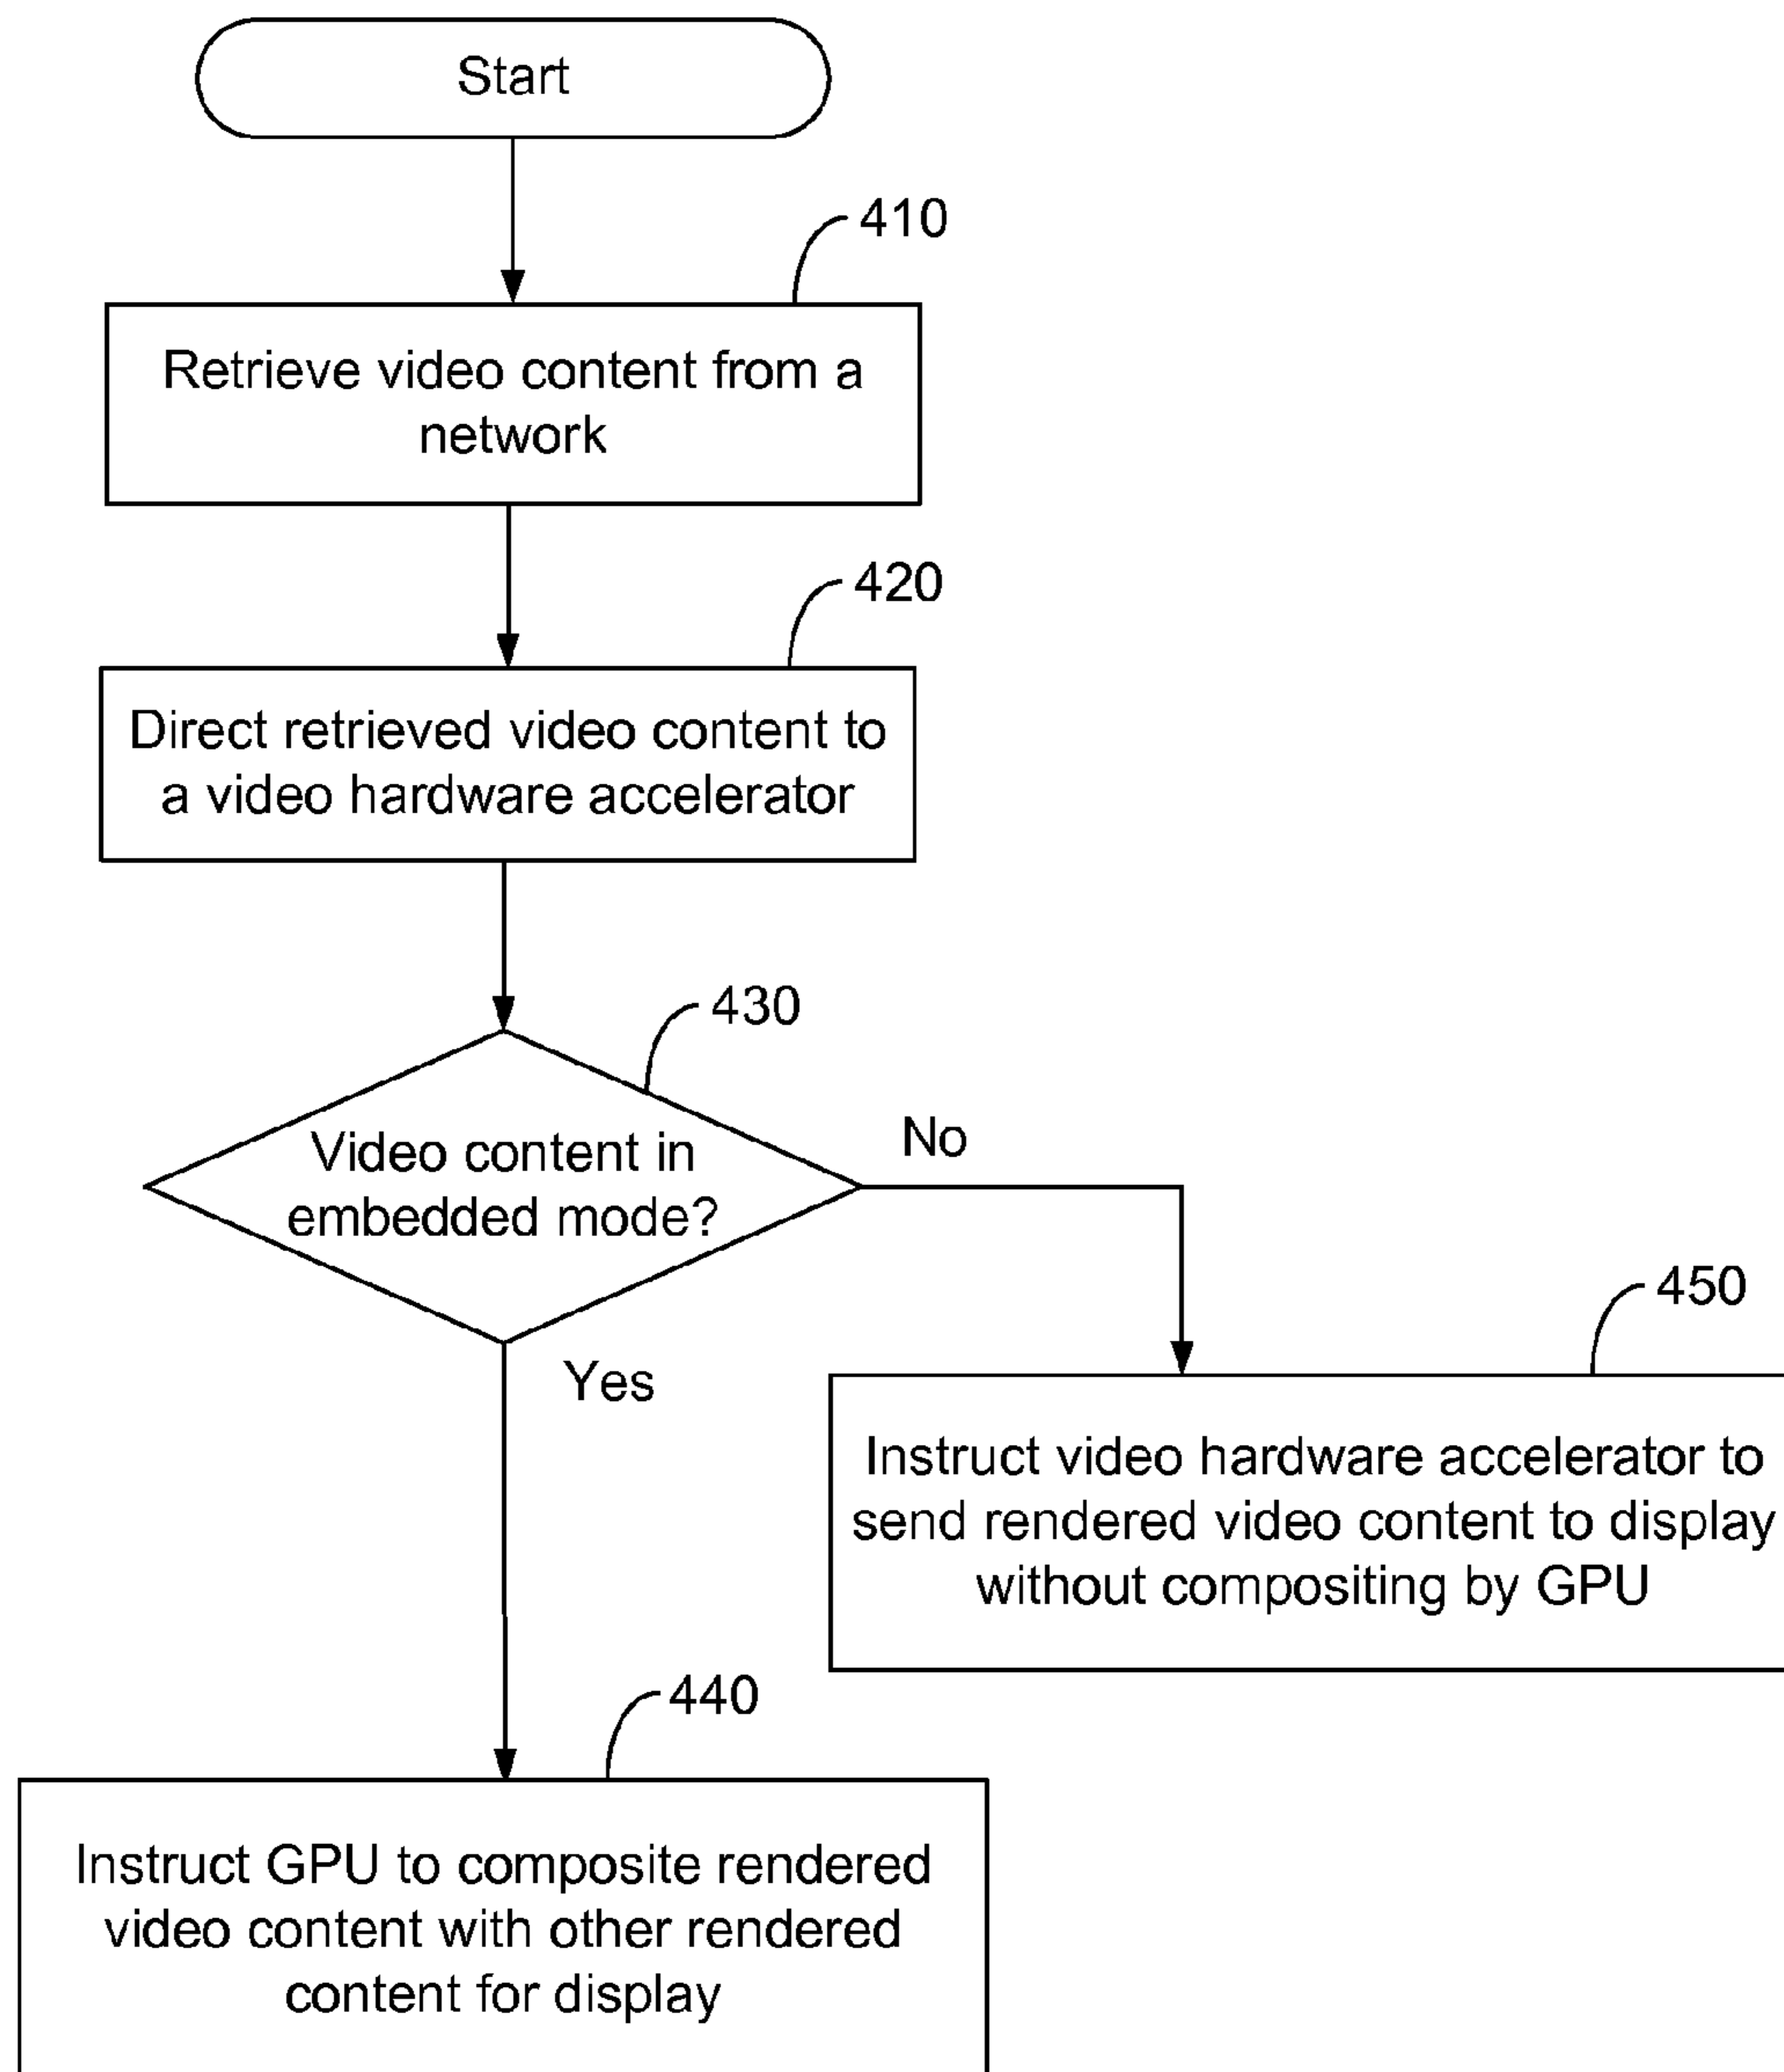 Start
410
Retrieve video content from a
network
420
Direct retrieved video content to
a video hardware accelerator
430
Video content in
embedded mode?
No
Yes
450
Instruct video hardware accelerator to
send rendered video content to display
without compositing by GPU
440
Instruct GPU to composite rendered
video content with other rendered
content for display